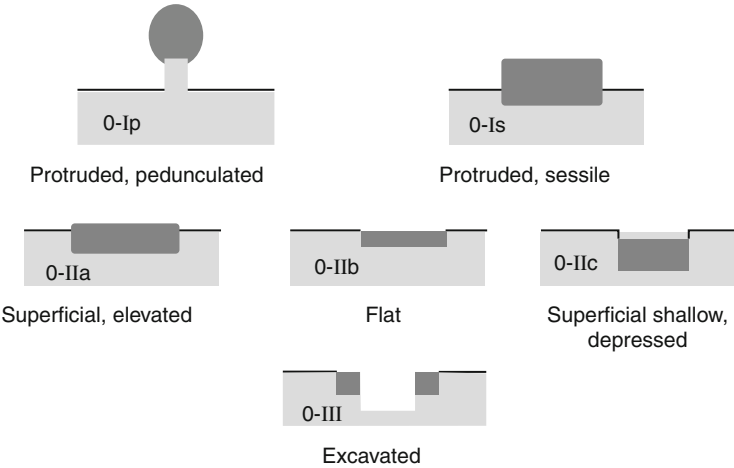 0-Ip
0-Is
Protruded, pedunculated
Protruded, sessile
0-IIa
0-IIb
0-IIc
Superficial, elevated
Flat
Superficial shallow,
depressed
0-III
Excavated